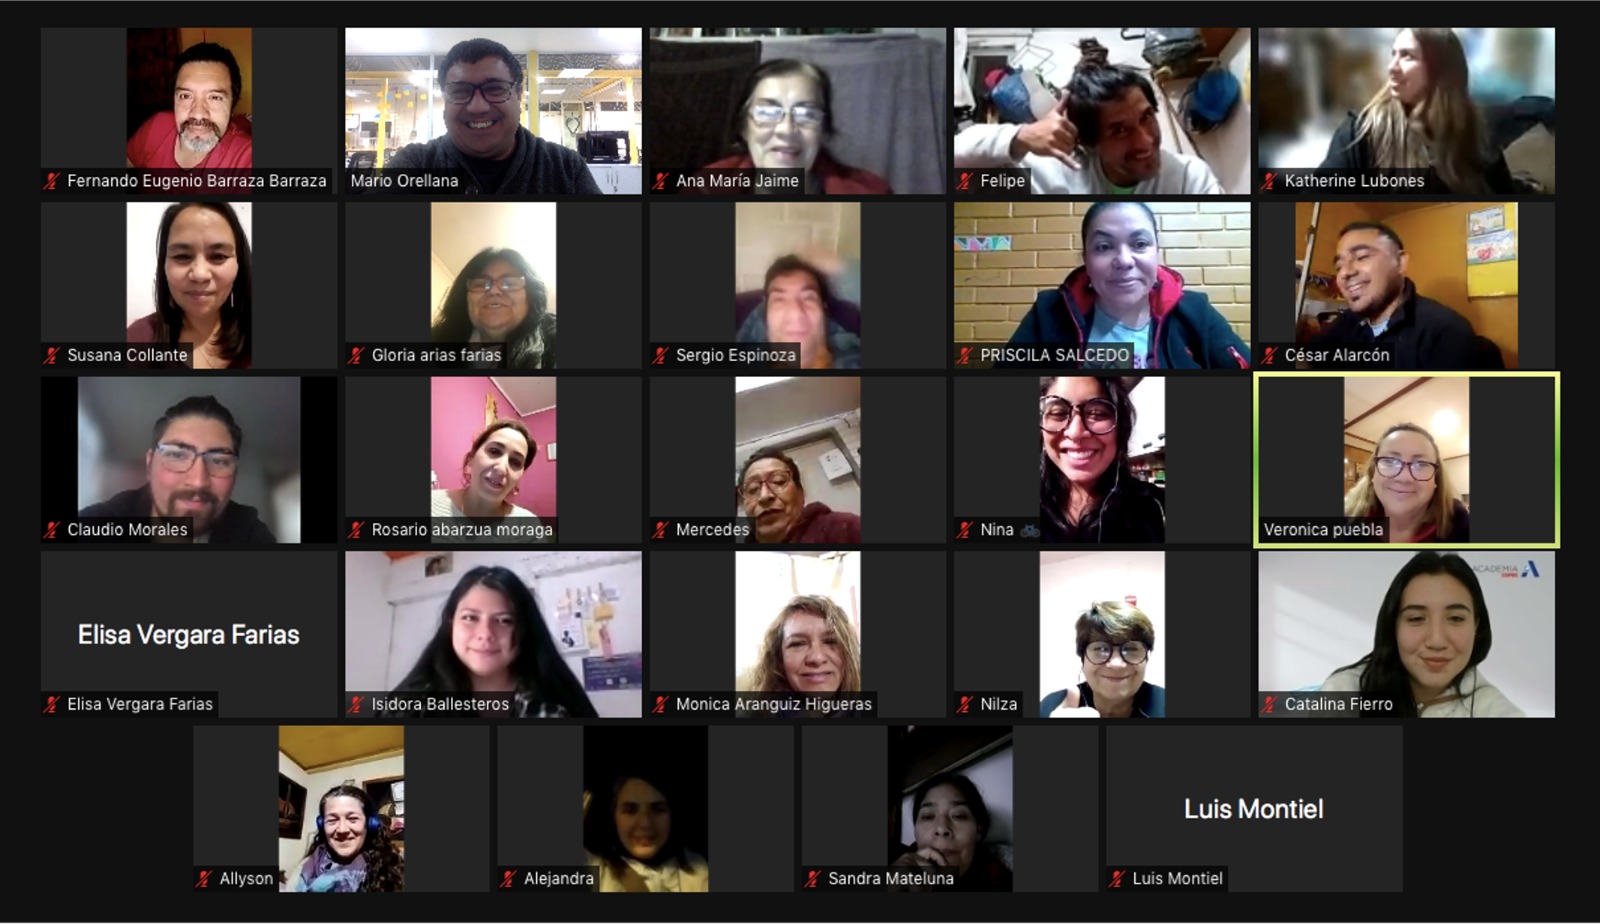 Fernando Eugenio Barraza Barraza
Mario Orellana
Ana María Jaime
Felipe
Katherine Lubones
Susana Collante
Gloria arias farias
Sergio Espinoza
PRISCILA SALCEDO
César Alarcón
Claudio Morales
Rosario abarzua moraga
Mercedes
Nina 🚲
Veronica puebla
Elisa Vergara Farias
Elisa Vergara Farias
Isidora Ballesteros
Monica Aranguiz Higueras
Nilza
ACADEMIA
Catalina Fierro
Allyson
Alejandra
Sandra Mateluna
Luis Montiel
Luis Montiel